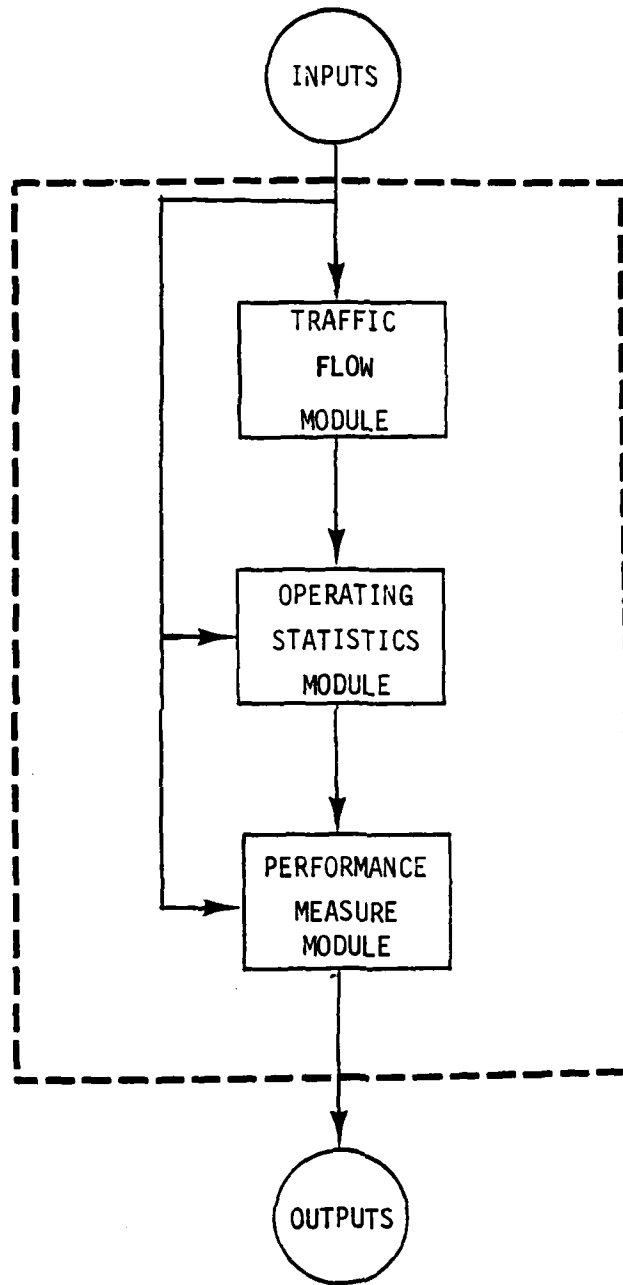 INPUTS
TRAFFIC
FLOW
MODULE
OPERATING
STATISTICS
MODULE
PERFORMANCE
MEASURE
MODULE
OUTPUTS